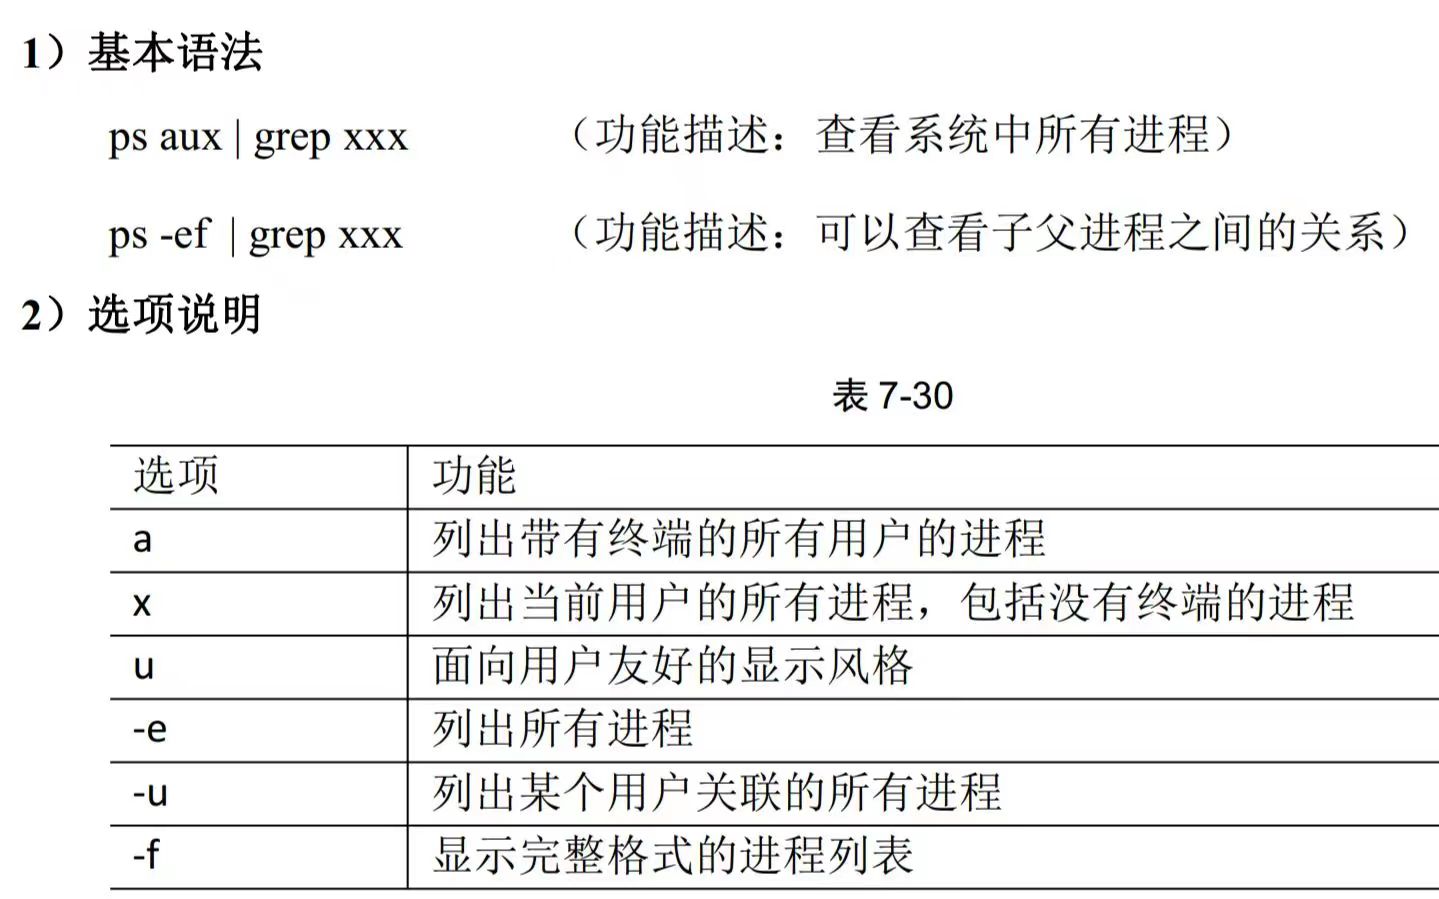 1）基本语法
ps aux | grep xxx （功能描述：查看系统中所有进程）
ps -ef | grep xxx （功能描述：可以查看子父进程之间的关系）
2）选项说明
表 7-30
选项 功能
a 列出带有终端的所有用户的进程
x 列出当前用户的所有进程，包括没有终端的进程
u 面向用户友好的显示风格
-e 列出所有进程
-u 列出某个用户关联的所有进程
-f 显示完整格式的进程列表